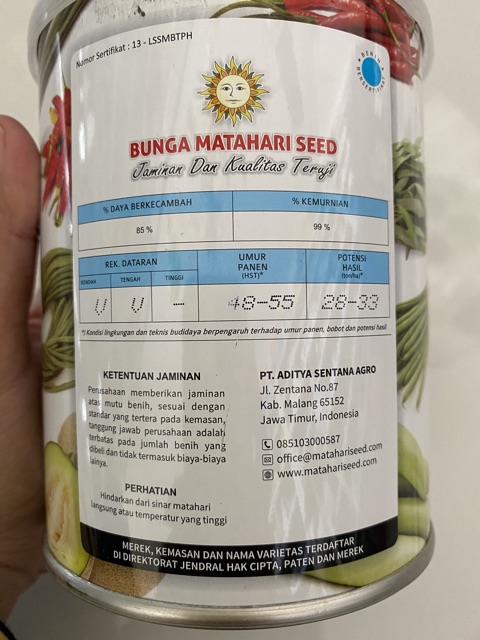 Nomor Sertifikat : 13 - LSSMBTPH
BENIH
BERSERTIFIKAT
BUNGA MATAHARI SEED
Jaminan Dan Kualitas Teruji
% DAYA BERKECAMBAH % KEMURNIAN
85 % 99 %
REK. DATARAN UMUR PANEN (HST)* POTENSI HASIL (ton/ha)*
RENDAH TENGAH TINGGI
V V - 48-55 28-33
*) Kondisi lingkungan dan teknis budidaya berpengaruh terhadap umur panen, bobot dan potensi hasil
KETENTUAN JAMINAN
Perusahaan memberikan jaminan
atas mutu benih, sesuai dengan
standar yang tertera pada kemasan,
tanggung jawab perusahaan adalah
terbatas pada jumlah benih yang
dibeli dan tidak termasuk biaya-biaya
lainya.
PERHATIAN
Hindarkan dari sinar matahari
langsung atau temperatur yang tinggi
PT. ADITYA SENTANA AGRO
Jl. Zentana No.87
Kab. Malang 65152
Jawa Timur, Indonesia
085103000587
office@matahariseed.com
www.matahariseed.com
MEREK, KEMASAN DAN NAMA VARIETAS TERDAFTAR
DI DIREKTORAT JENDRAL HAK CIPTA, PATEN DAN MEREK